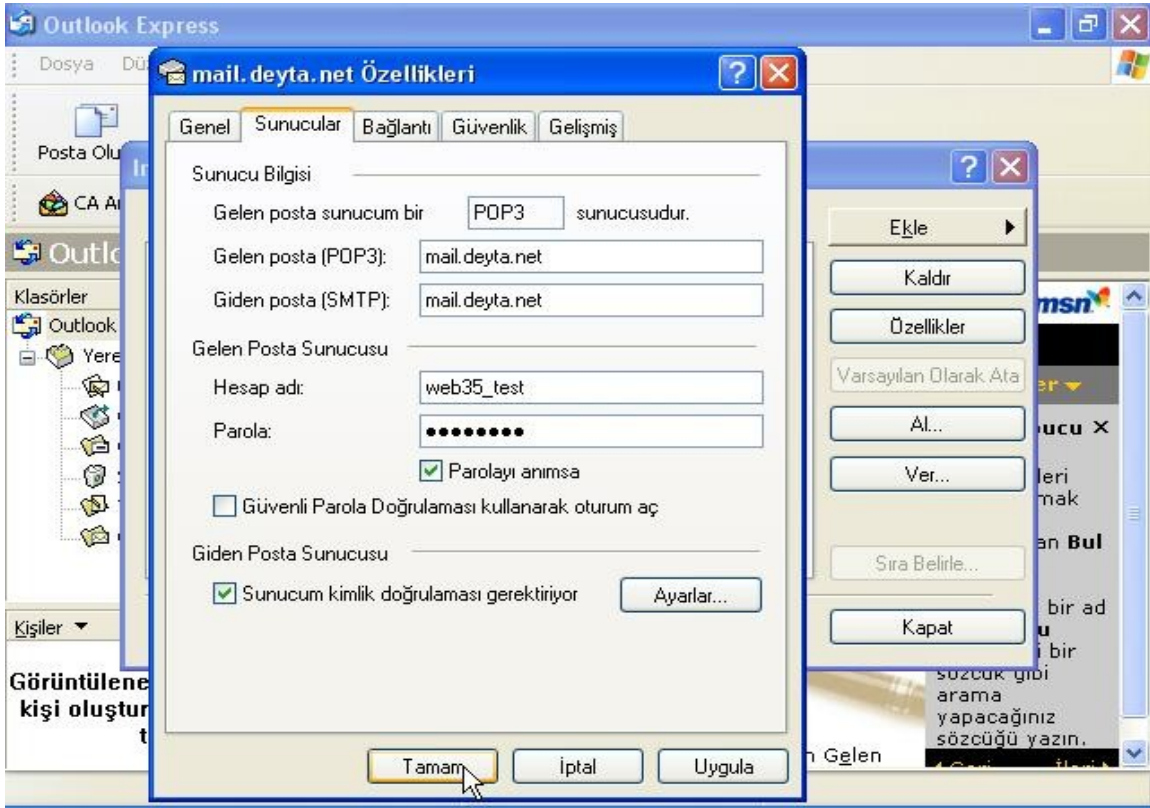 Outlook Express
Dosya
Posta Olu
CA
Klasörler
Outlook
Yere
Kişiler
Görüntülene
kişi oluştur
t
mail.deyta.net Özellikleri
Genel Sunucular Bağlantı Güvenlik Gelişmiş
Sunucu Bilgisi
Gelen posta sunucum bir POP3 sunucusudur.
Gelen posta (POP3): mail.deyta.net
Giden posta (SMTP): mail.deyta.net
Gelen Posta Sunucusu
Hesap adı: web35_test
Parola: ●●●●●●●●
Parolayı anımsa
Güvenli Parola Doğrulaması kullanarak oturum aç
Giden Posta Sunucusu
Sunucum kimlik doğrulaması gerektiriyor Ayarlar...
Tamam İptal Uygula
Ekle
Kaldır
Özellikler
Varsayılan Olarak Ata
Al...
Ver...
Sıra Belirle...
Kapat
msn
er
ucu X
leri
mak
an Bul
bir ad
u
i bir
sözcük gibi
arama
yapacağınız
sözcüğü yazın.
Gelen